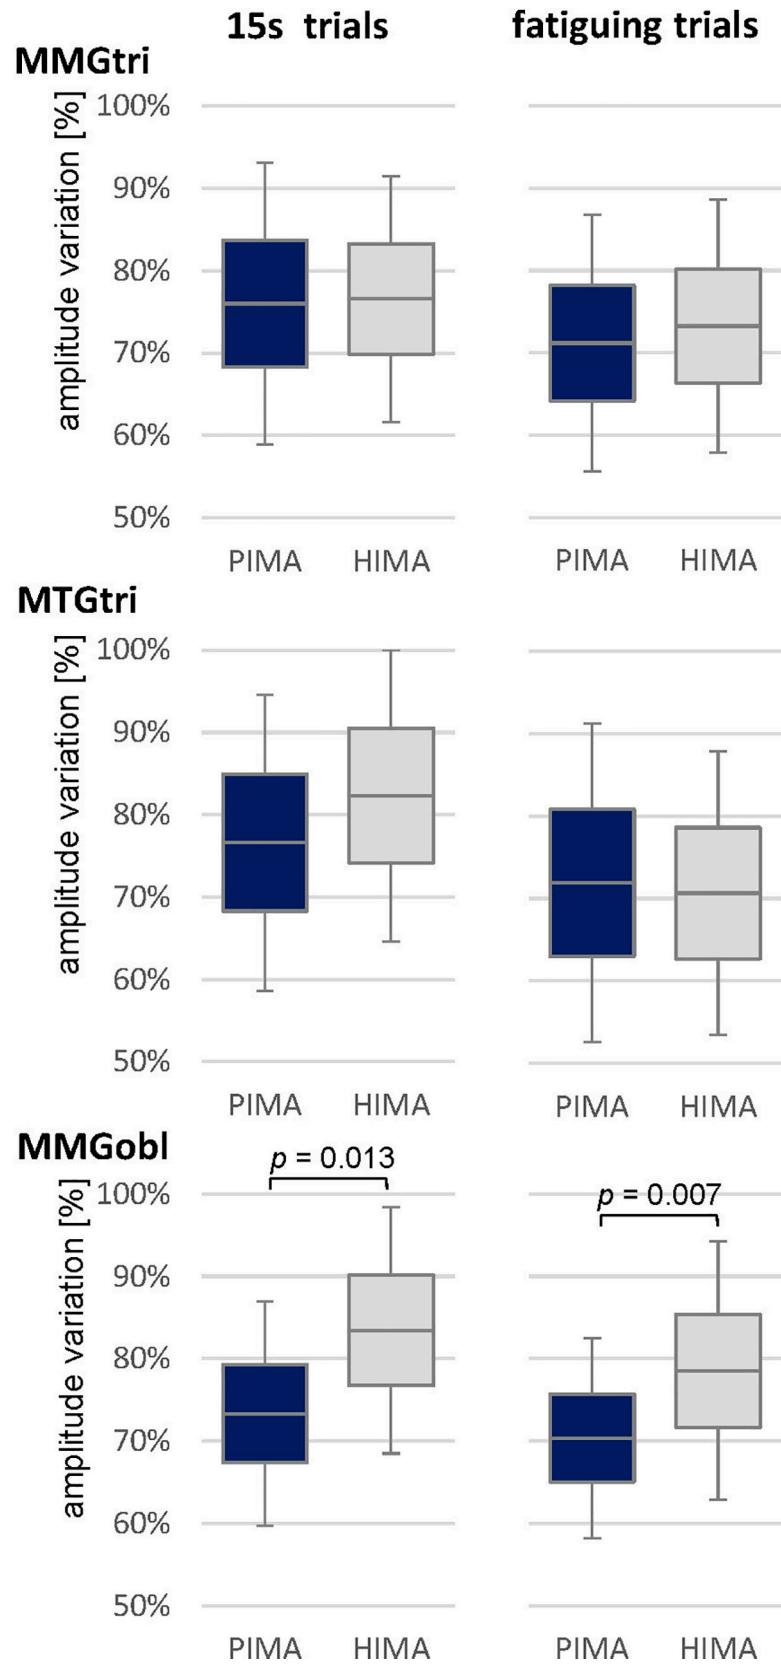 15s trials
fatiguing trials
MMGtri
amplitude variation [%]
100%
90%
80%
70%
60%
50%
PIMA
HIMA
PIMA
HIMA
MTGtri
amplitude variation [%]
100%
90%
80%
70%
60%
50%
PIMA
HIMA
PIMA
HIMA
MMGobl
p = 0.013
p = 0.007
amplitude variation [%]
100%
90%
80%
70%
60%
50%
PIMA
HIMA
PIMA
HIMA